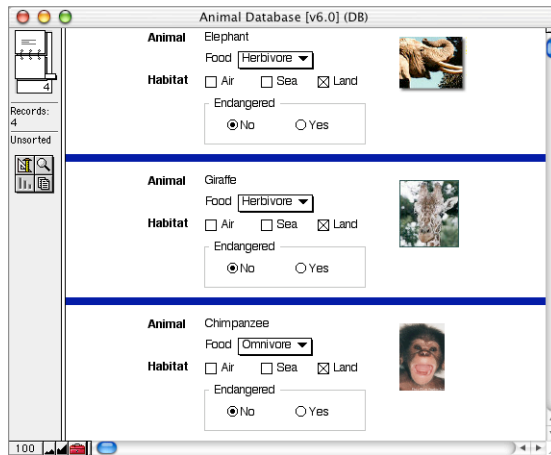 Animal Database [v6.0] (DB)
4
Records:
4
Unsorted
Animal Elephant
Food Herbivore
Habitat Air Sea Land
Endangered
No Yes
Animal Giraffe
Food Herbivore
Habitat Air Sea Land
Endangered
No Yes
Animal Chimpanzee
Food Omnivore
Habitat Air Sea Land
Endangered
No Yes
100